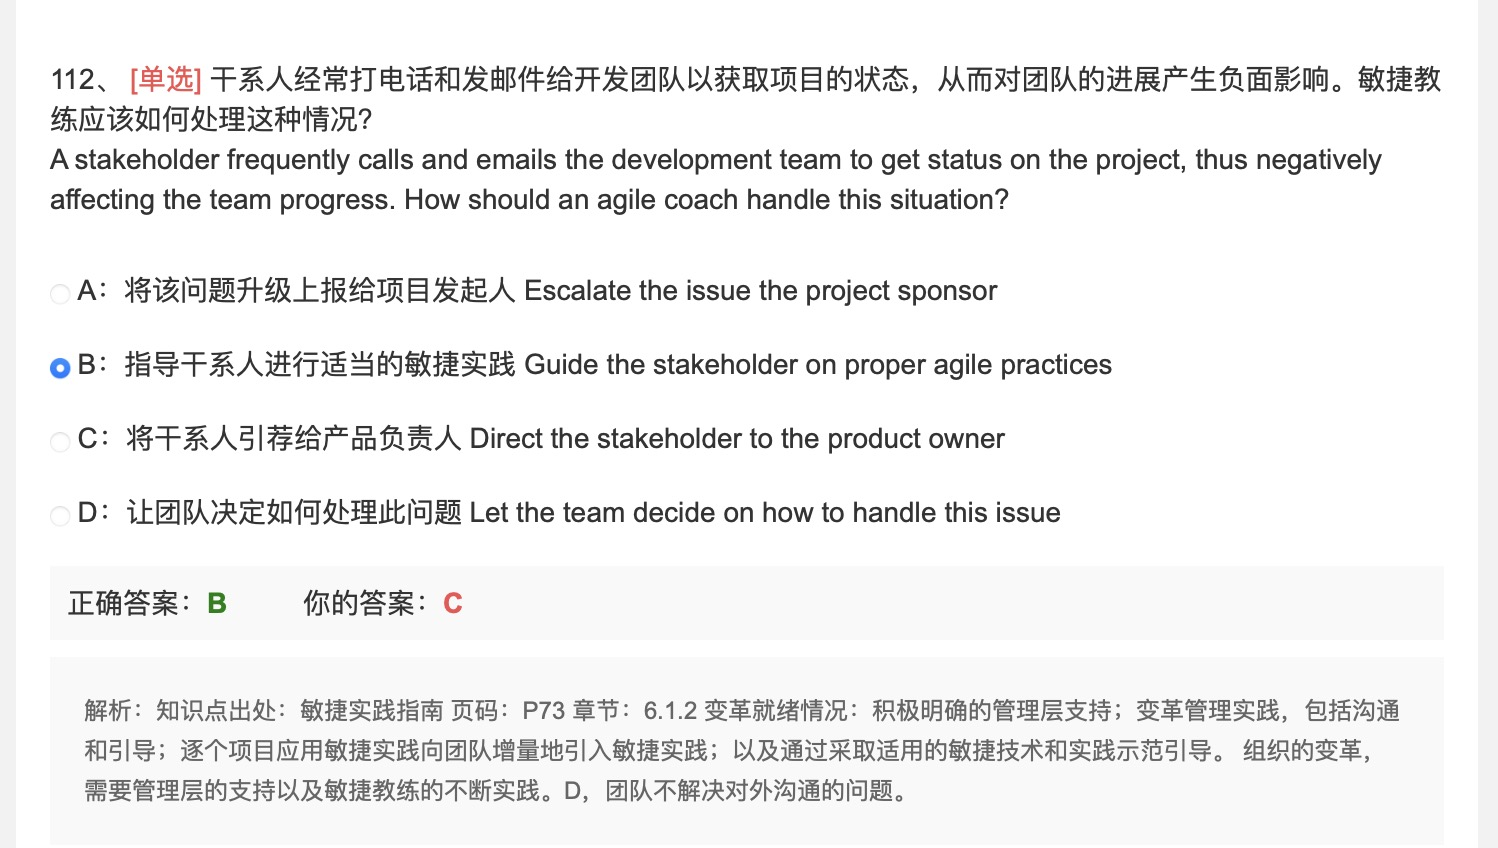 112、 [单选] 干系人经常打电话和发邮件给开发团队以获取项目的状态，从而对团队的进展产生负面影响。敏捷教
练应该如何处理这种情况?
A stakeholder frequently calls and emails the development team to get status on the project, thus negatively
affecting the team progress. How should an agile coach handle this situation?
A：将该问题升级上报给项目发起人 Escalate the issue the project sponsor
B：指导干系人进行适当的敏捷实践 Guide the stakeholder on proper agile practices
C：将干系人引荐给产品负责人 Direct the stakeholder to the product owner
D：让团队决定如何处理此问题 Let the team decide on how to handle this issue
正确答案：B 你的答案：C
解析：知识点出处：敏捷实践指南 页码：P73 章节：6.1.2 变革就绪情况：积极明确的管理层支持；变革管理实践，包括沟通
和引导；逐个项目应用敏捷实践向团队增量地引入敏捷实践；以及通过采取适用的敏捷技术和实践示范引导。 组织的变革，
需要管理层的支持以及敏捷教练的不断实践。D，团队不解决对外沟通的问题。